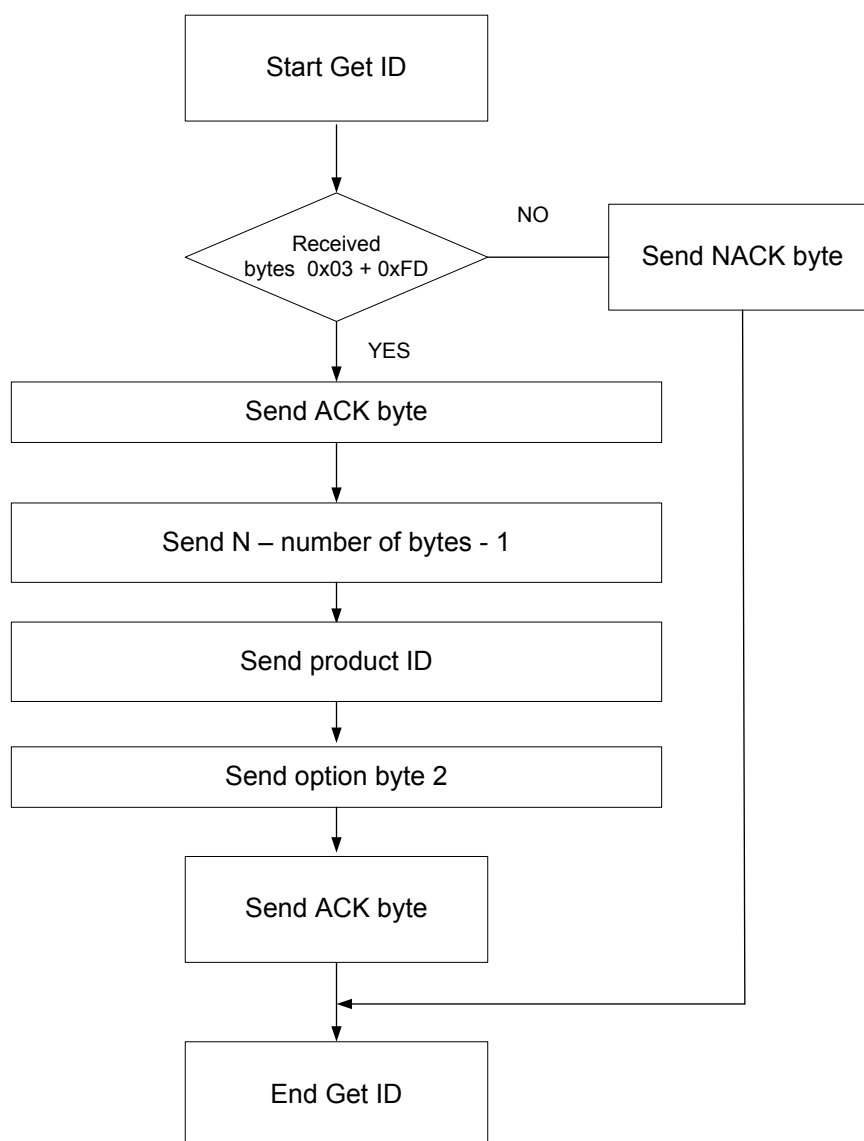 Start Get ID
Received
bytes 0x03 + 0xFD
NO
Send NACK byte
YES
Send ACK byte
Send N – number of bytes - 1
Send product ID
Send option byte 2
Send ACK byte
End Get ID